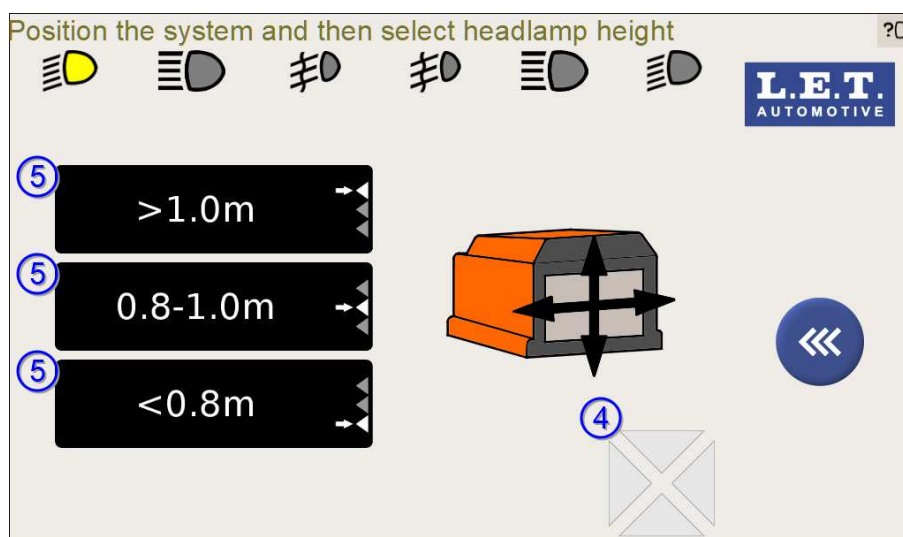 Position the system and then select headlamp height
?
L.E.T.
AUTOMOTIVE
5
>1.0m
5
0.8-1.0m
5
<0.8m
4